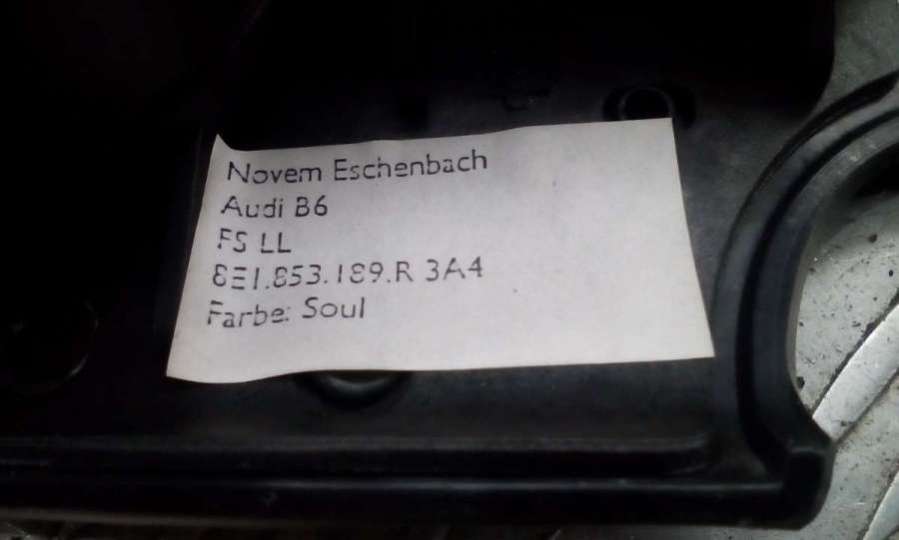 Novem Eschenbach
Audi B6
FS LL
8E1.853.189.R 3A4
Farbe: Soul